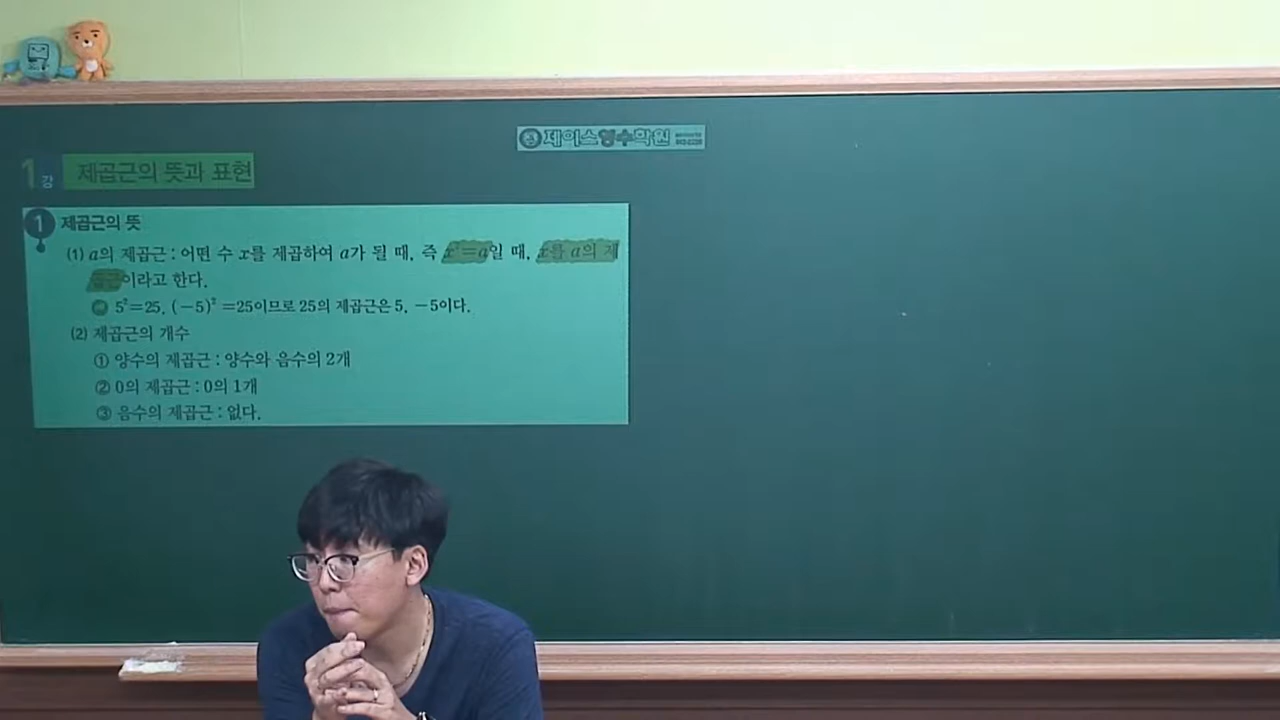 제이스영수학원
1강 제곱근의 뜻과 표현
1 제곱근의 뜻
(1) a의 제곱근 : 어떤 수 x를 제곱하여 a가 될 때, 즉 x²=a일 때, x를 a의 제
곱근이라고 한다.
예 5²=25, (−5)²=25이므로 25의 제곱근은 5, −5이다.
(2) 제곱근의 개수
① 양수의 제곱근 : 양수와 음수의 2개
② 0의 제곱근 : 0의 1개
③ 음수의 제곱근 : 없다.